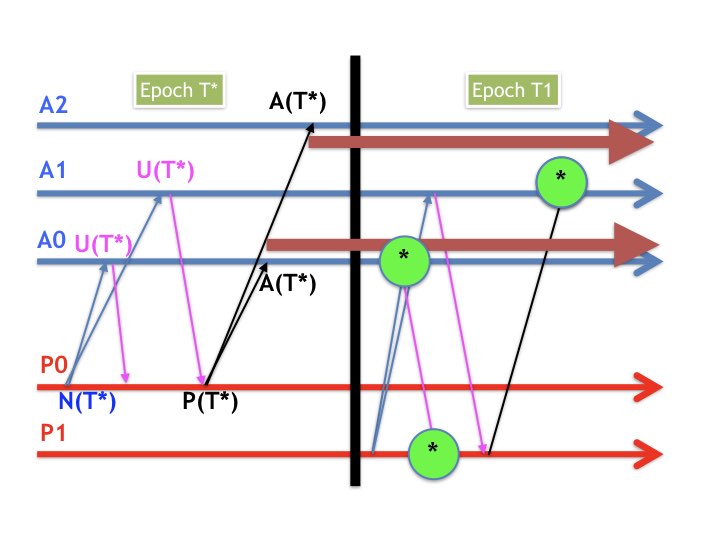 Epoch T*
Epoch T1
A2
A(T*)
A1
U(T*)
*
A0
U(T*)
*
A(T*)
P0
N(T*)
P(T*)
P1
*